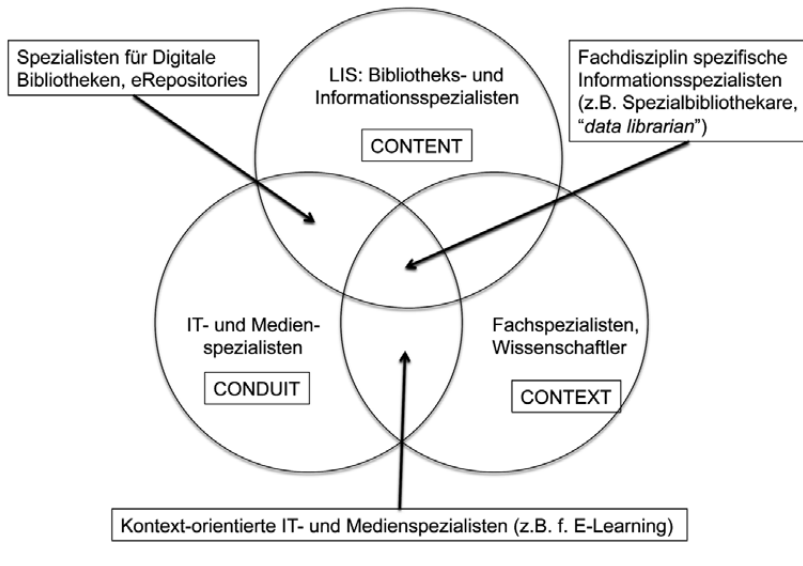 Spezialisten für Digitale
Bibliotheken, eRepositories
LIS: Bibliotheks- und
Informationsspezialisten
CONTENT
Fachdisziplin spezifische
Informationsspezialisten
(z.B. Spezialbibliothekare,
“data librarian”)
IT- und Medien-
spezialisten
CONDUIT
Fachspezialisten,
Wissenschaftler
CONTEXT
Kontext-orientierte IT- und Medienspezialisten (z.B. f. E-Learning)